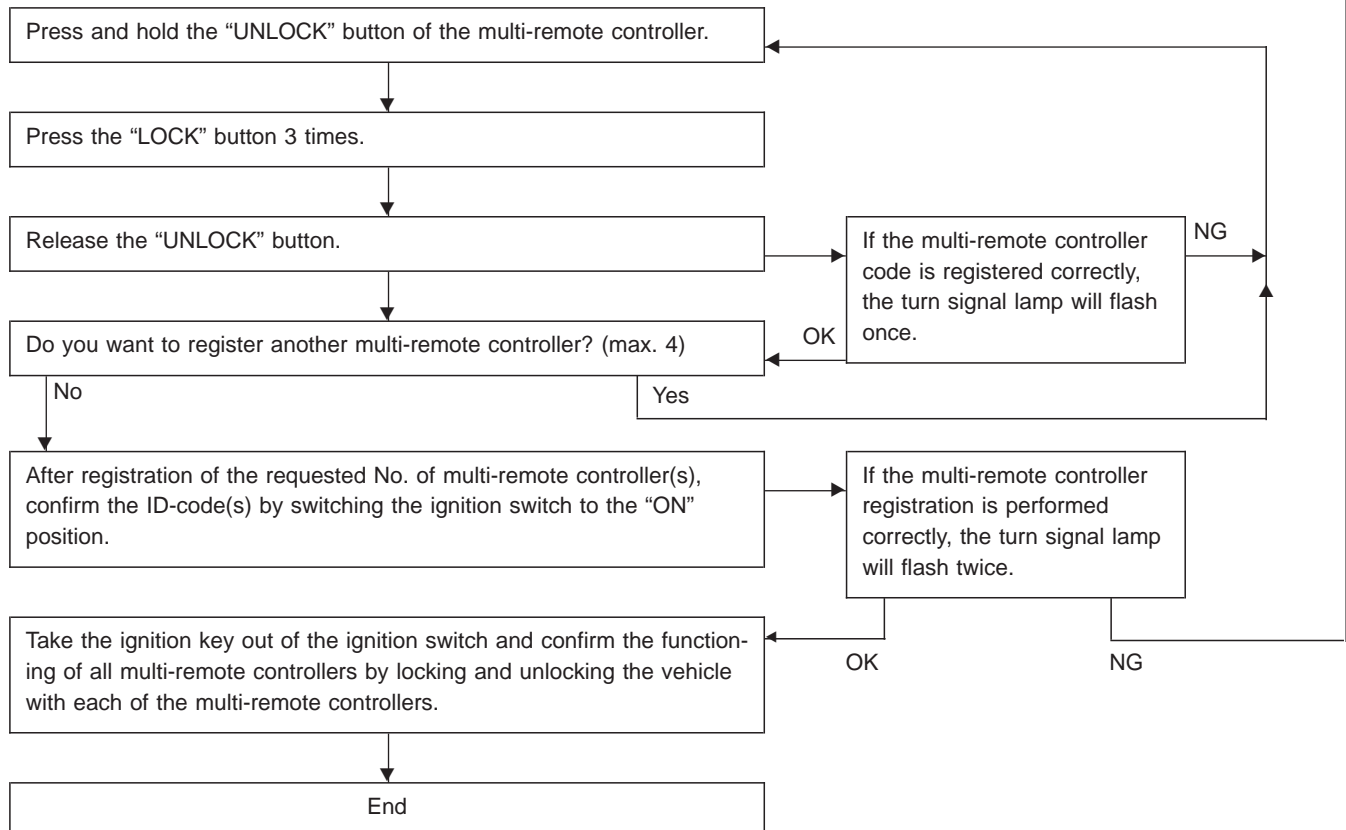 Press and hold the “UNLOCK” button of the multi-remote controller.
Press the “LOCK” button 3 times.
Release the “UNLOCK” button.
If the multi-remote controller
code is registered correctly,
the turn signal lamp will flash
once.
NG
OK
Do you want to register another multi-remote controller? (max. 4)
No
Yes
After registration of the requested No. of multi-remote controller(s),
confirm the ID-code(s) by switching the ignition switch to the “ON”
position.
If the multi-remote controller
registration is performed
correctly, the turn signal lamp
will flash twice.
OK
NG
Take the ignition key out of the ignition switch and confirm the function-
ing of all multi-remote controllers by locking and unlocking the vehicle
with each of the multi-remote controllers.
End